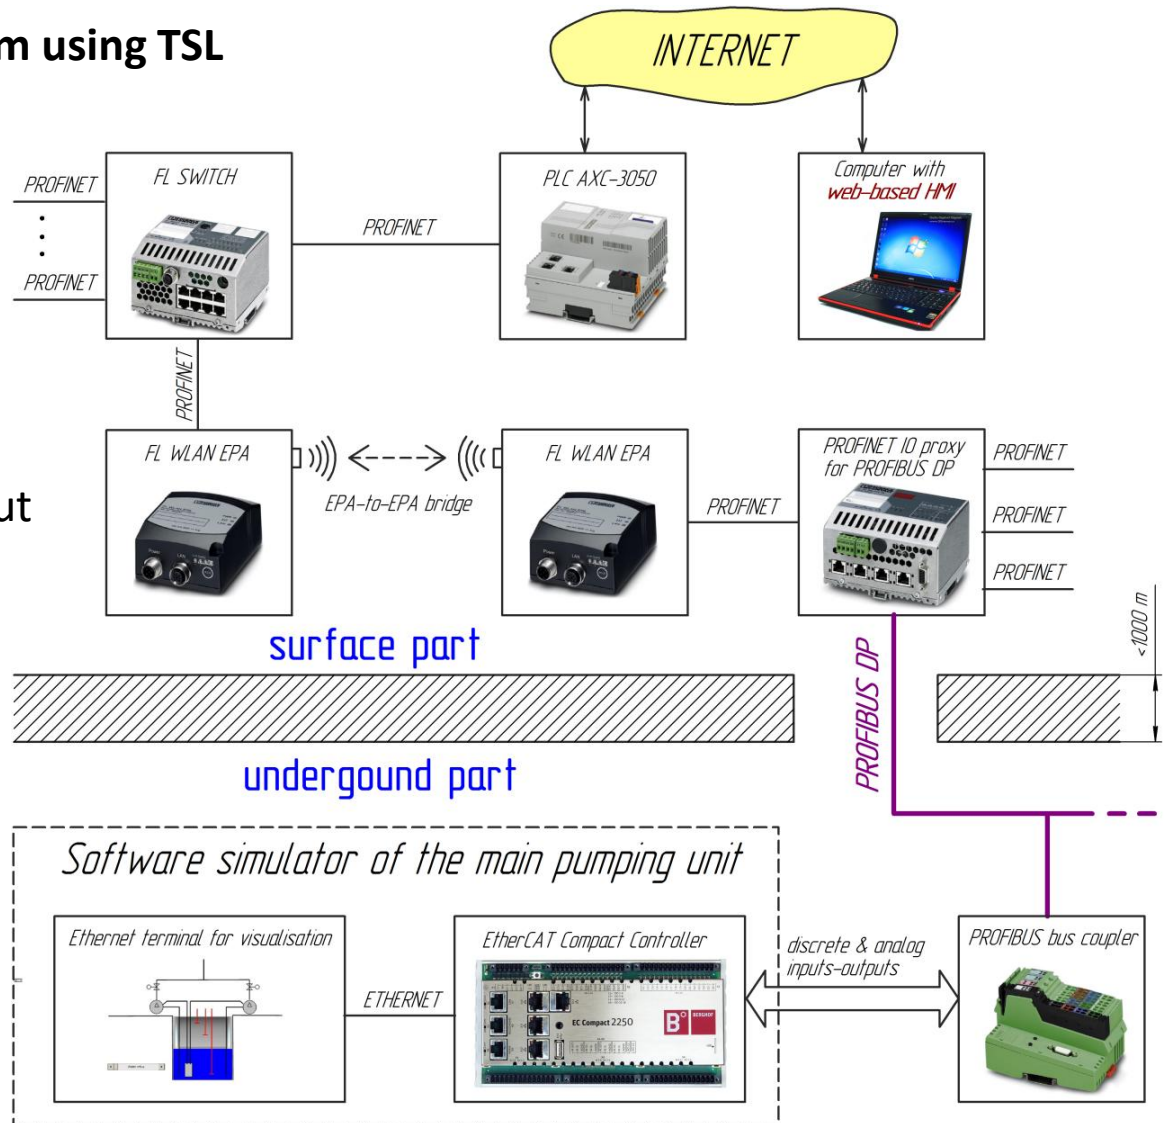 m using TSL
INTERNET
FL SWITCH
PLC AXC-3050
Computer with
web-based HMI
PROFINET
PROFINET
PROFINET
PROFINET
FL WLAN EPA
EPA-to-EPA bridge
FL WLAN EPA
PROFINET
PROFINET IO proxy
for PROFIBUS DP
PROFINET
PROFINET
PROFINET
ut
surface part
<1000 m
PROFIBUS DP
undergound part
Software simulator of the main pumping unit
Ethernet terminal for visualisation
ETHERNET
EtherCAT Compact Controller
EC Compact 2250
B
BERGHOF
discrete & analog
inputs-outputs
PROFIBUS bus coupler